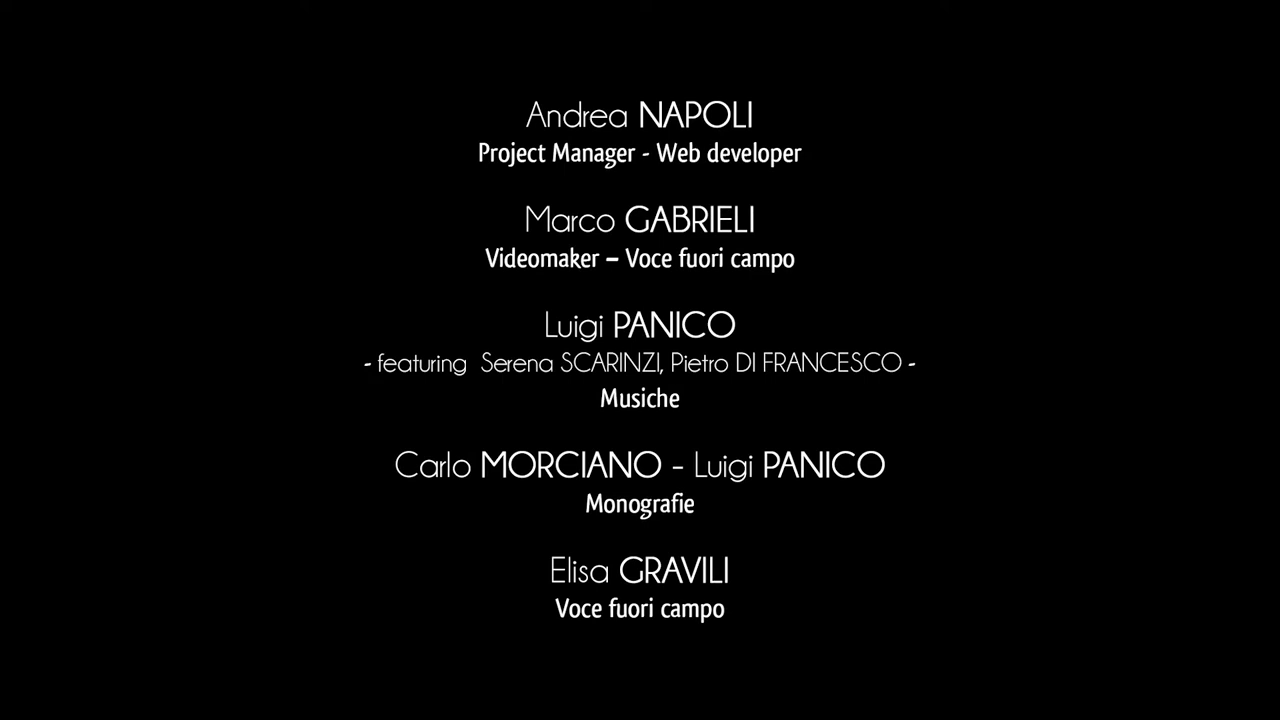 Andrea NAPOLI
Project Manager - Web developer
Marco GABRIELI
Videomaker – Voce fuori campo
Luigi PANICO
- featuring  Serena SCARINZI, Pietro DI FRANCESCO -
Musiche
Carlo MORCIANO - Luigi PANICO
Monografie
Elisa GRAVILI
Voce fuori campo